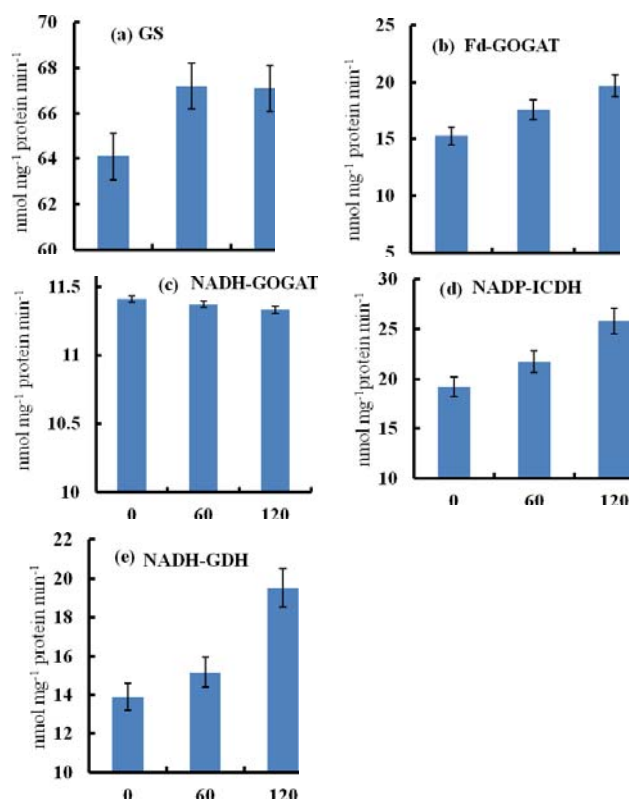 (a) GS
nmol mg⁻¹ protein min⁻¹
70
68
66
64
62
60
(b) Fd-GOGAT
nmol mg⁻¹ protein min⁻¹
25
20
15
10
5
(c) NADH-GOGAT
nmol mg⁻¹ protein min⁻¹
11.5
11
10.5
10
0 60 120
(d) NADP-ICDH
nmol mg⁻¹protein min⁻¹
30
25
20
15
10
0 60 120
(e) NADH-GDH
nmol mg⁻¹ protein min⁻¹
22
20
18
16
14
12
10
0 60 120